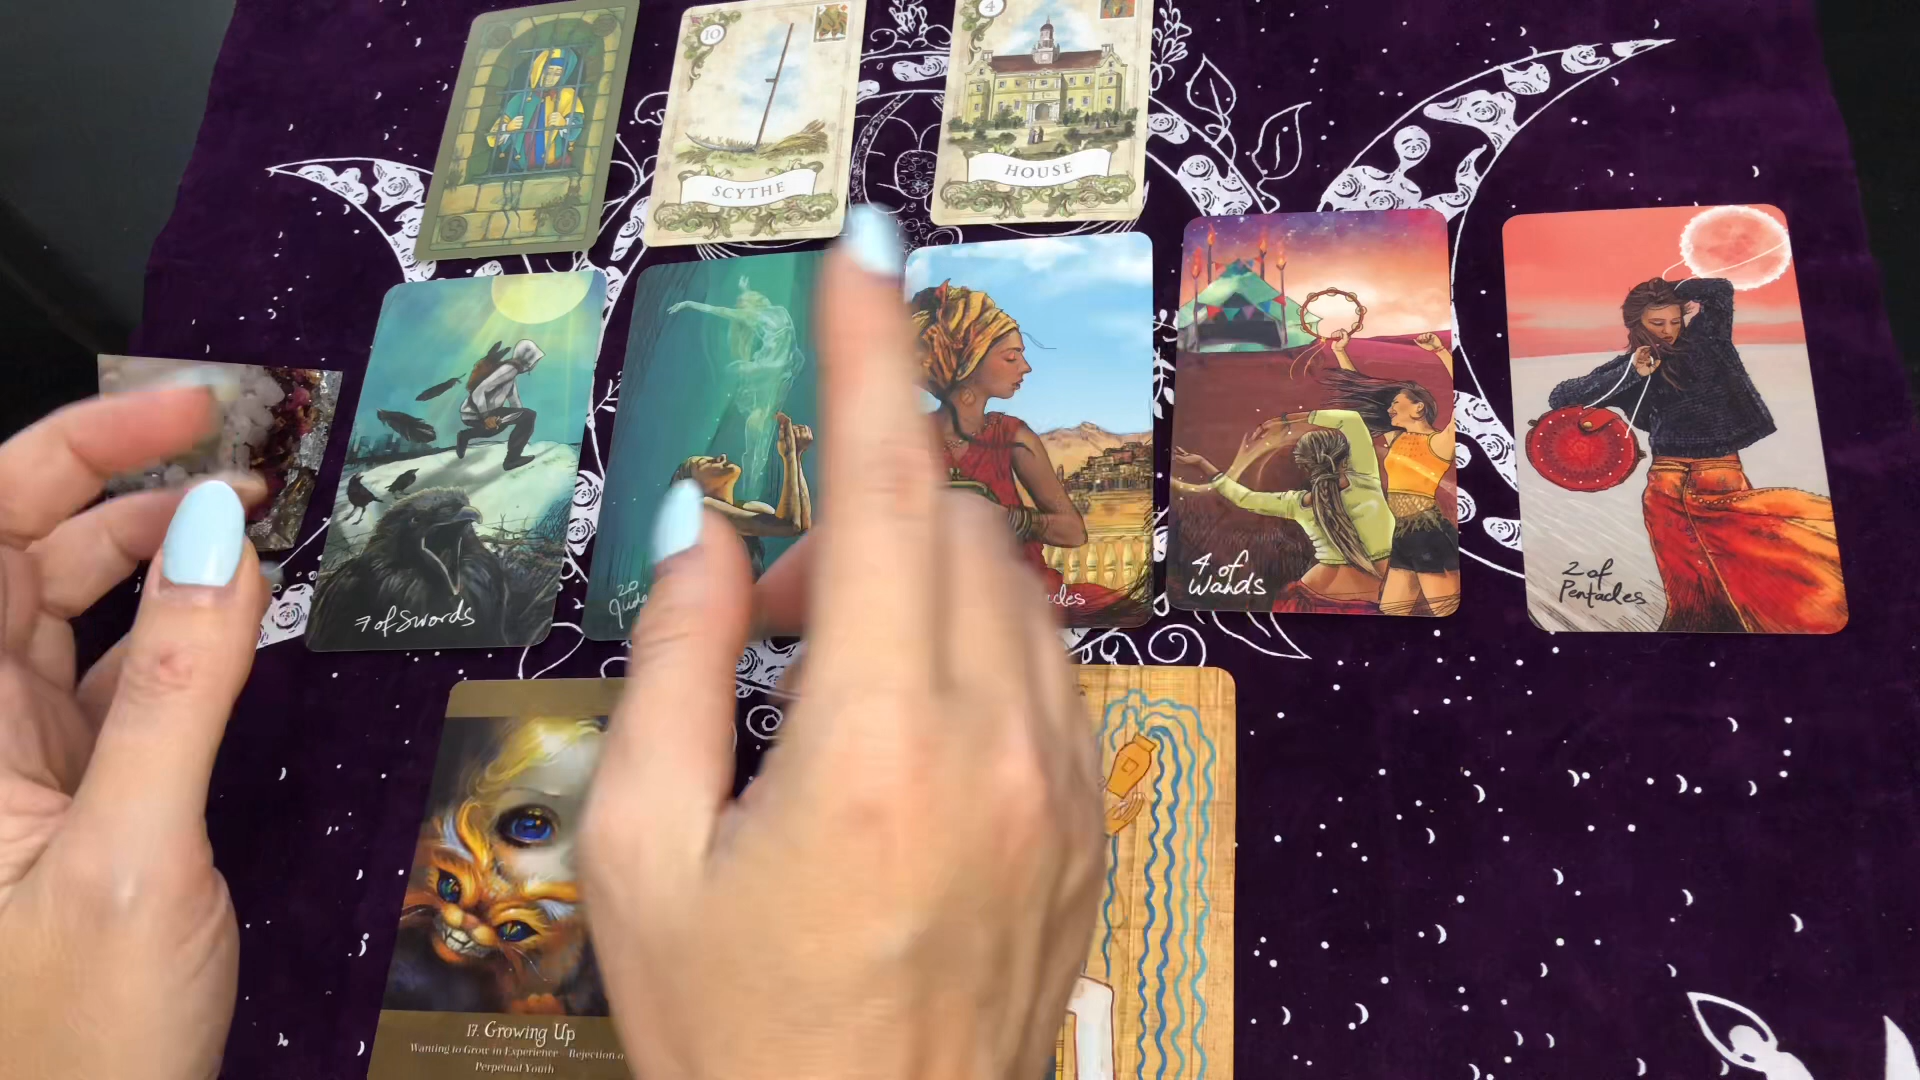 10
SCYTHE
4
HOUSE
7 of Swords
20
4 of
Wands
2 of
Pentacles
17. Growing Up
Wanting to Grow in Experience – Rejection
Perpetual Youth